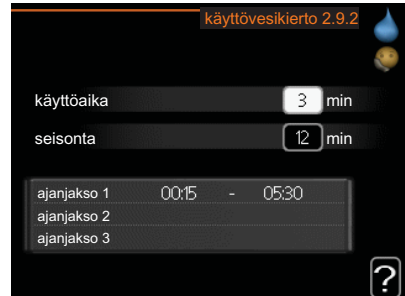 käyttövesikierto 2.9.2
käyttöaika 3 min
seisonta 12 min
ajanjakso 1 00:15 - 05:30
ajanjakso 2
ajanjakso 3
?